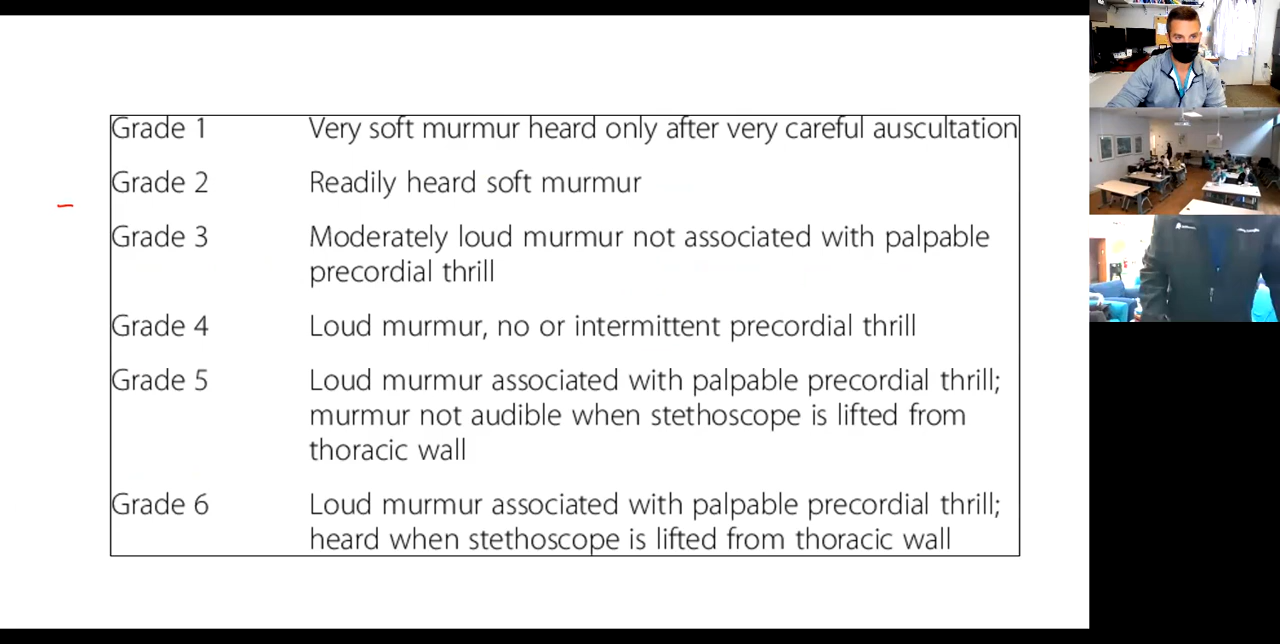 Grade 1 Very soft murmur heard only after very careful auscultation
Grade 2 Readily heard soft murmur
Grade 3 Moderately loud murmur not associated with palpable
precordial thrill
Grade 4 Loud murmur, no or intermittent precordial thrill
Grade 5 Loud murmur associated with palpable precordial thrill;
murmur not audible when stethoscope is lifted from
thoracic wall
Grade 6 Loud murmur associated with palpable precordial thrill;
heard when stethoscope is lifted from thoracic wall